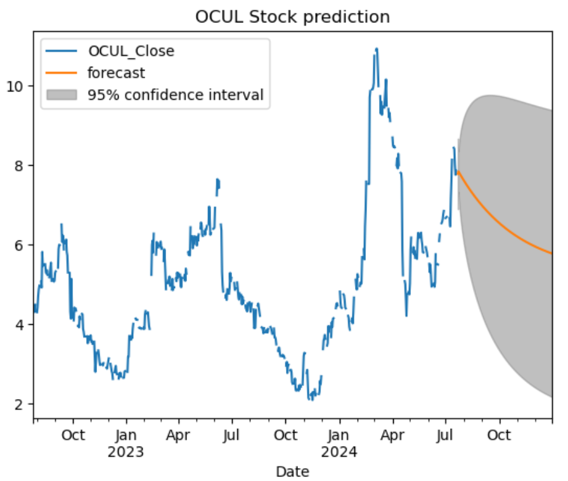 OCUL Stock prediction
OCUL_Close
forecast
95% confidence interval
10
8
6
4
2
Oct Jan Apr Jul Oct Jan Apr Jul Oct
2023 2024
Date